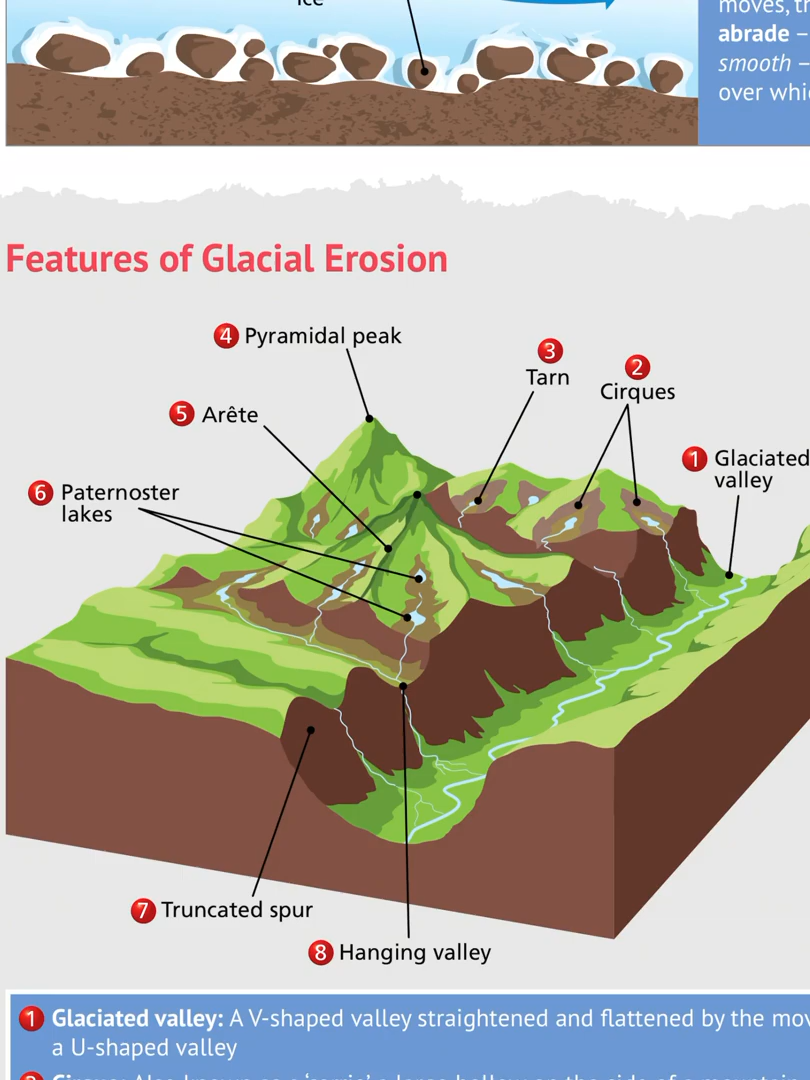 Ice
moves, th
abrade –
smooth –
over whic
Features of Glacial Erosion
4 Pyramidal peak
3
Tarn
2
Cirques
5 Arête
1 Glaciated
valley
6 Paternoster
lakes
7 Truncated spur
8 Hanging valley
1 Glaciated valley: A V-shaped valley straightened and flattened by the mov
a U-shaped valley